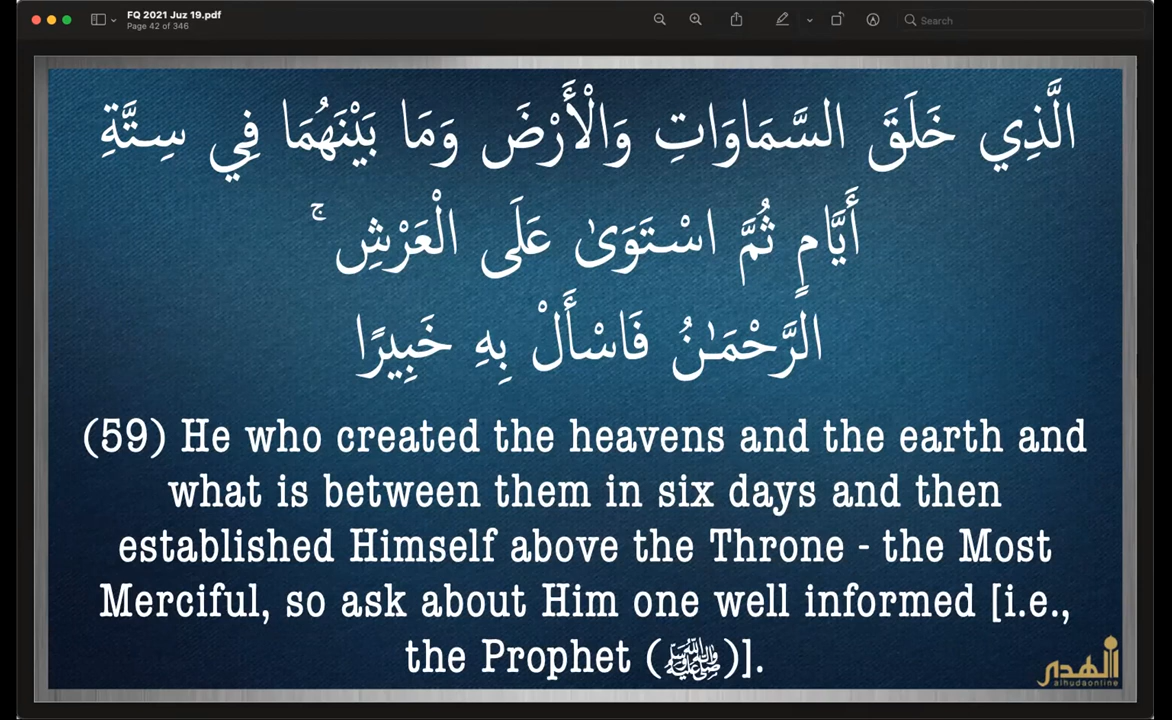 FQ 2021 Juz 19.pdf
Page 42 of 346
Search
الَّذِي خَلَقَ السَّمَاوَاتِ وَالْأَرْضَ وَمَا بَيْنَهُمَا فِي سِتَّةِ
أَيَّامٍ ثُمَّ اسْتَوَىٰ عَلَى الْعَرْشِ ۚ
الرَّحْمَـٰنُ فَاسْأَلْ بِهِ خَبِيرًا
(59) He who created the heavens and the earth and
what is between them in six days and then
established Himself above the Throne - the Most
Merciful, so ask about Him one well informed [i.e.,
the Prophet (ﷺ)].
الهدى
alhudaonline